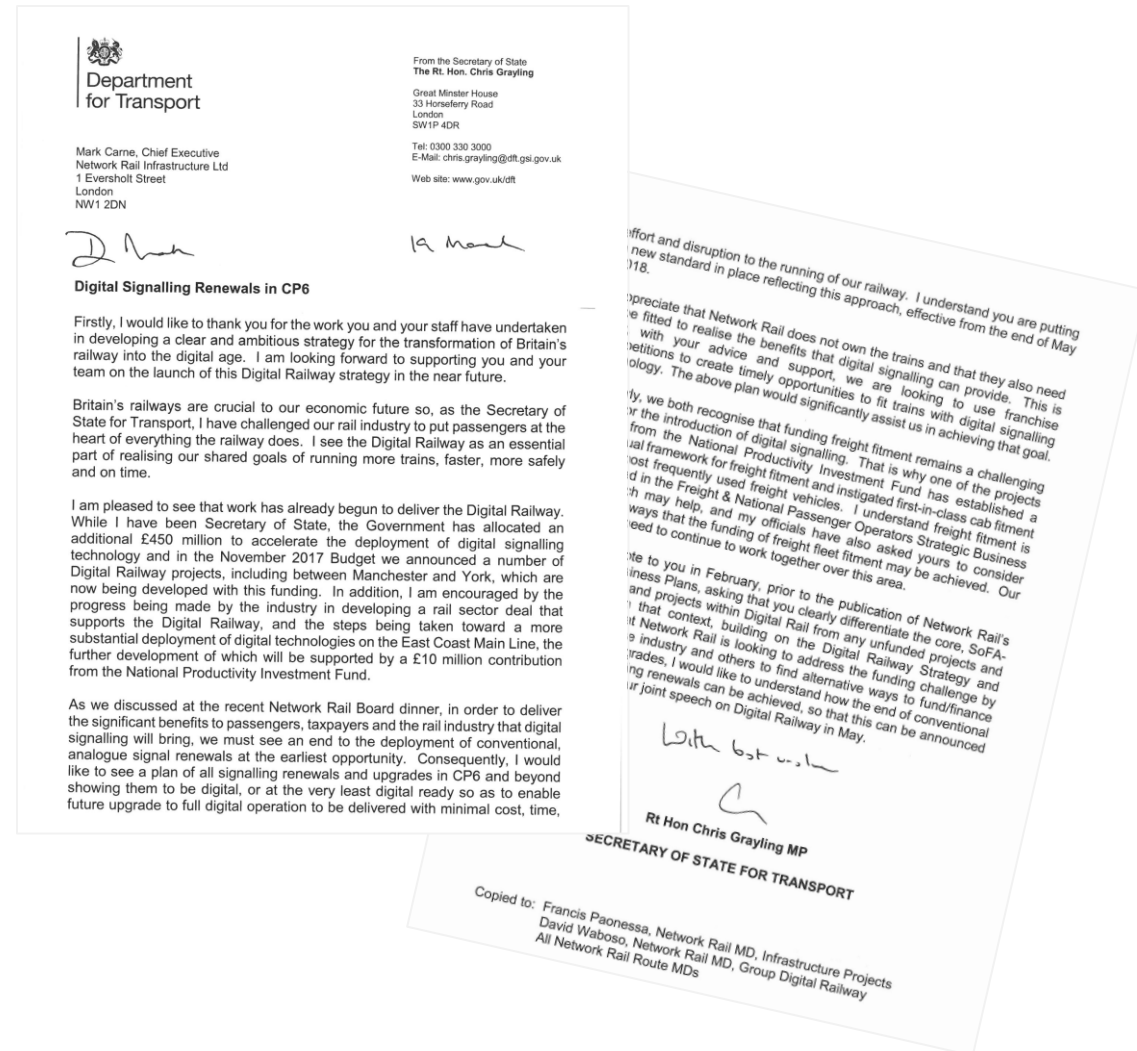 Department
for Transport
From the Secretary of State
The Rt. Hon. Chris Grayling
Great Minster House
33 Horseferry Road
London
SW1P 4DR
Tel: 0300 330 3000
E-Mail: chris.grayling@dft.gsi.gov.uk
Web site: www.gov.uk/dft
Mark Carne, Chief Executive
Network Rail Infrastructure Ltd
1 Eversholt Street
London
NW1 2DN
D Mark
19 March
Digital Signalling Renewals in CP6
Firstly, I would like to thank you for the work you and your staff have undertaken
in developing a clear and ambitious strategy for the transformation of Britain's
railway into the digital age. I am looking forward to supporting you and your
team on the launch of this Digital Railway strategy in the near future.
Britain's railways are crucial to our economic future so, as the Secretary of
State for Transport, I have challenged our rail industry to put passengers at the
heart of everything the railway does. I see the Digital Railway as an essential
part of realising our shared goals of running more trains, faster, more safely
and on time.
I am pleased to see that work has already begun to deliver the Digital Railway.
While I have been Secretary of State, the Government has allocated an
additional £450 million to accelerate the deployment of digital signalling
technology and in the November 2017 Budget we announced a number of
Digital Railway projects, including between Manchester and York, which are
now being developed with this funding. In addition, I am encouraged by the
progress being made by the industry in developing a rail sector deal that
supports the Digital Railway, and the steps being taken toward a more
substantial deployment of digital technologies on the East Coast Main Line, the
further development of which will be supported by a £10 million contribution
from the National Productivity Investment Fund.
As we discussed at the recent Network Rail Board dinner, in order to deliver
the significant benefits to passengers, taxpayers and the rail industry that digital
signalling will bring, we must see an end to the deployment of conventional,
analogue signal renewals at the earliest opportunity. Consequently, I would
like to see a plan of all signalling renewals and upgrades in CP6 and beyond
showing them to be digital, or at the very least digital ready so as to enable
future upgrade to full digital operation to be delivered with minimal cost, time,
effort and disruption to the running of our railway. I understand you are putting
new standard in place reflecting this approach, effective from the end of May
018.
appreciate that Network Rail does not own the trains and that they also need
be fitted to realise the benefits that digital signalling can provide. This is
with your advice and support, we are looking to use franchise
petitions to create timely opportunities to fit trains with digital signalling
ology. The above plan would significantly assist us in achieving that goal.
ly, we both recognise that funding freight fitment remains a challenging
or the introduction of digital signalling. That is why one of the projects
from the National Productivity Investment Fund has established a
ual framework for freight fitment and instigated first-in-class cab fitment
ost frequently used freight vehicles. I understand freight fitment is
d in the Freight & National Passenger Operators Strategic Business
ch may help, and my officials have also asked yours to consider
ways that the funding of freight fleet fitment may be achieved. Our
need to continue to work together over this area.
ote to you in February, prior to the publication of Network Rail's
siness Plans, asking that you clearly differentiate the core, SoFA-
and projects within Digital Rail from any unfunded projects and
that context, building on the Digital Railway Strategy and
at Network Rail is looking to address the funding challenge by
e industry and others to find alternative ways to fund/finance
grades, I would like to understand how the end of conventional
ing renewals can be achieved, so that this can be announced
ur joint speech on Digital Railway in May.
With best wishes
Rt Hon Chris Grayling MP
SECRETARY OF STATE FOR TRANSPORT
Copied to: Francis Paonessa, Network Rail MD, Infrastructure Projects
David Waboso, Network Rail MD, Group Digital Railway
All Network Rail Route MDs